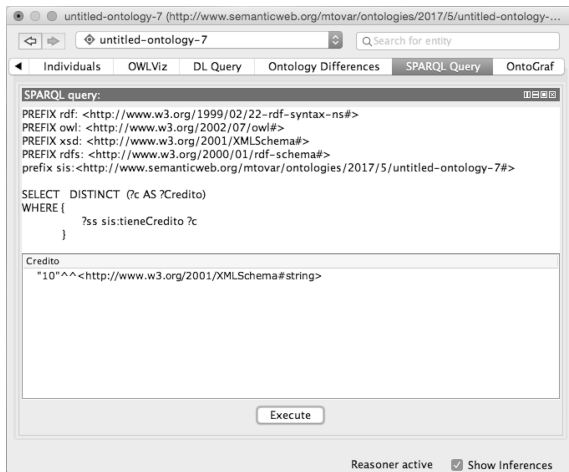 untitled-ontology-7 (http://www.semanticweb.org/mtovar/ontologies/2017/5/untitled-ontology-...
untitled-ontology-7
Search for entity
Individuals OWLViz DL Query Ontology Differences SPARQL Query OntoGraf
SPARQL query:
PREFIX rdf: <http://www.w3.org/1999/02/22-rdf-syntax-ns#>
PREFIX owl: <http://www.w3.org/2002/07/owl#>
PREFIX xsd: <http://www.w3.org/2001/XMLSchema#>
PREFIX rdfs: <http://www.w3.org/2000/01/rdf-schema#>
prefix sis:<http://www.semanticweb.org/mtovar/ontologies/2017/5/untitled-ontology-7#>
SELECT DISTINCT (?c AS ?Credito)
WHERE {
?ss sis:tieneCredito ?c
}
Credito
"10"^^<http://www.w3.org/2001/XMLSchema#string>
Execute
Reasoner active Show Inferences